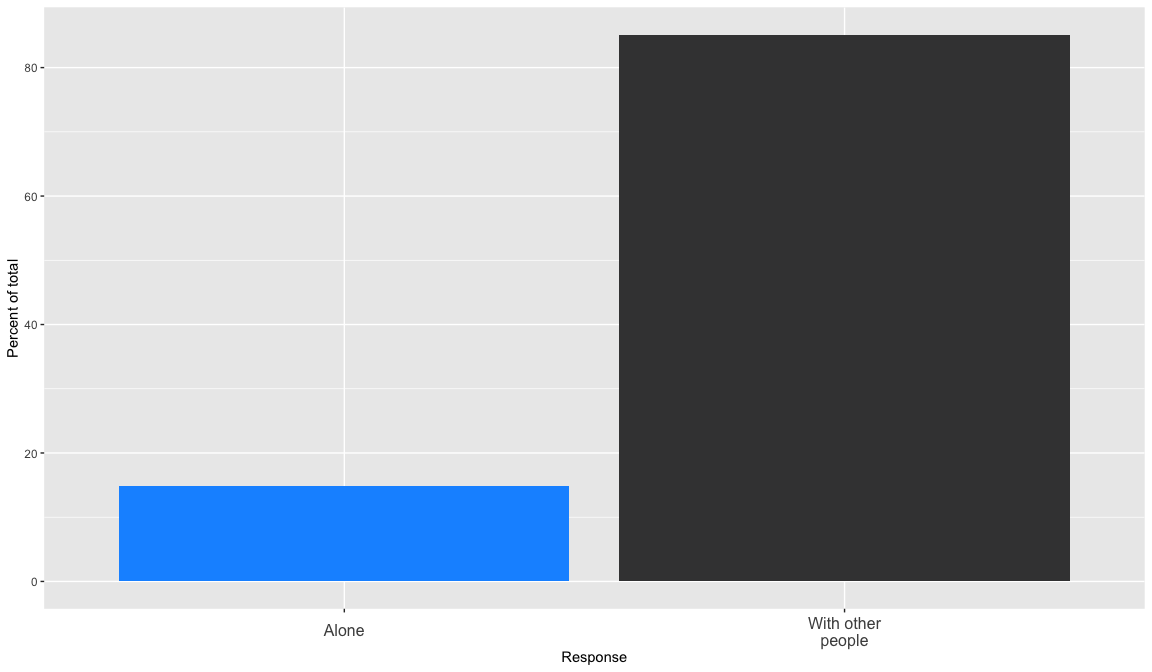 Percent of total
80
60
40
20
0
Alone
With other
people
Response